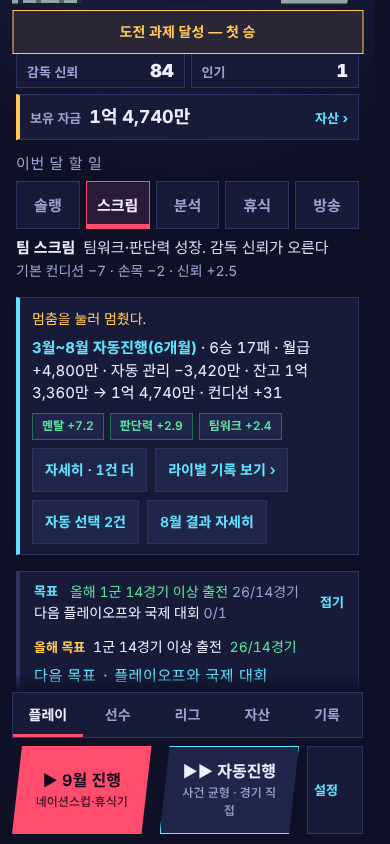 도전 과제 달성 — 첫 승
감독 신뢰 84 인기 1
보유 자금 1억 4,740만 자산 ›
이번 달 할 일
솔랭 스크림 분석 휴식 방송
팀 스크림 팀워크·판단력 성장. 감독 신뢰가 오른다
기본 컨디션 −7 · 손목 −2 · 신뢰 +2.5
멈춤을 눌러 멈췄다.
3월~8월 자동진행(6개월) · 6승 17패 · 월급
+4,800만 · 자동 관리 −3,420만 · 잔고 1억
3,360만 → 1억 4,740만 · 컨디션 +31
멘탈 +7.2 판단력 +2.9 팀워크 +2.4
자세히 · 1건 더 라이벌 기록 보기 ›
자동 선택 2건 8월 결과 자세히
목표 올해 1군 14경기 이상 출전 26/14경기
다음 플레이오프와 국제 대회 0/1
접기
올해 목표 1군 14경기 이상 출전 26/14경기
다음 목표 · 플레이오프와 국제 대회
플레이 선수 리그 자산 기록
▶ 9월 진행
네이션스컵·휴식기
▶▶ 자동진행
사건 균형 · 경기 직
접
설정